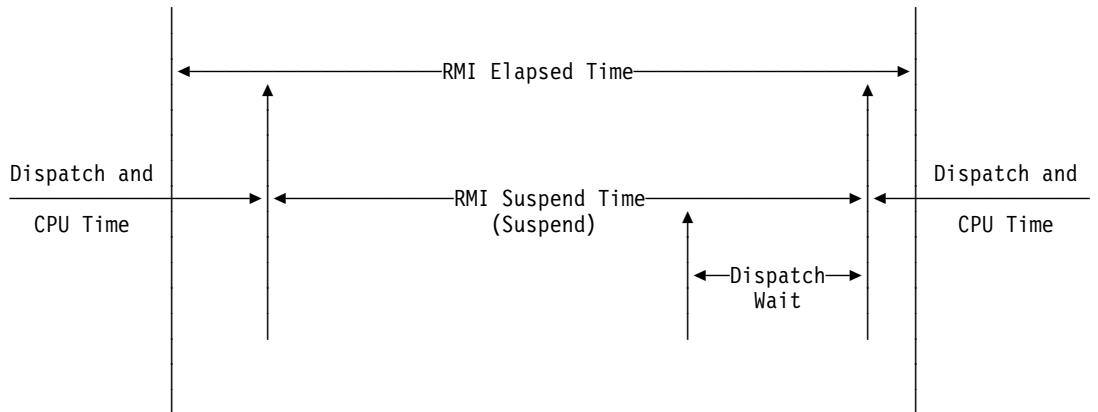 RMI Elapsed Time
Dispatch and
CPU Time
RMI Suspend Time
(Suspend)
Dispatch and
CPU Time
Dispatch
Wait